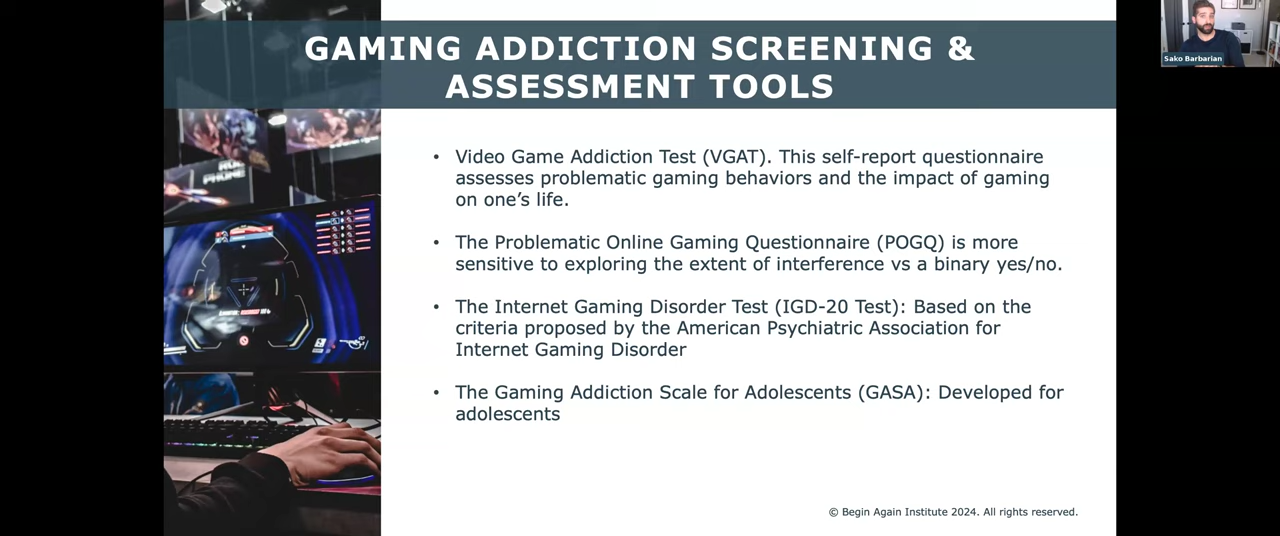 GAMING ADDICTION SCREENING &
ASSESSMENT TOOLS
Sako Barbarian
• Video Game Addiction Test (VGAT). This self-report questionnaire
assesses problematic gaming behaviors and the impact of gaming
on one's life.
• The Problematic Online Gaming Questionnaire (POGQ) is more
sensitive to exploring the extent of interference vs a binary yes/no.
• The Internet Gaming Disorder Test (IGD-20 Test): Based on the
criteria proposed by the American Psychiatric Association for
Internet Gaming Disorder
• The Gaming Addiction Scale for Adolescents (GASA): Developed for
adolescents
© Begin Again Institute 2024. All rights reserved.